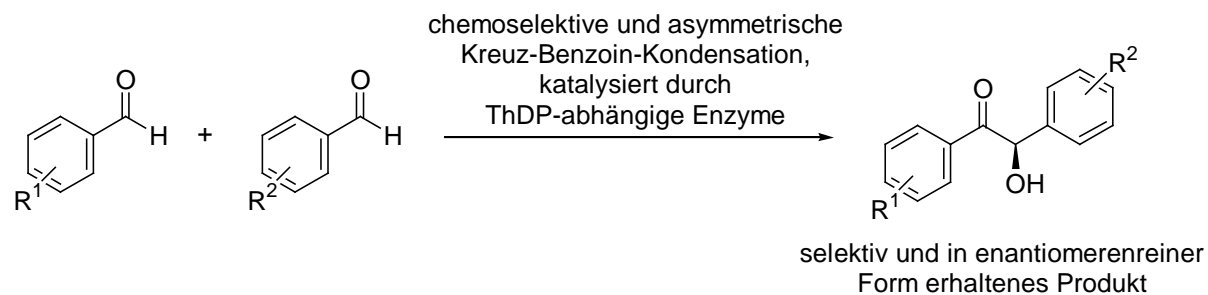 chemoselektive und asymmetrische
Kreuz-Benzoin-Kondensation,
katalysiert durch
ThDP-abhängige Enzyme
O
H
R1
+
O
H
R2
O
OH
R1
R2
selektiv und in enantiomerenreiner
Form erhaltenes Produkt